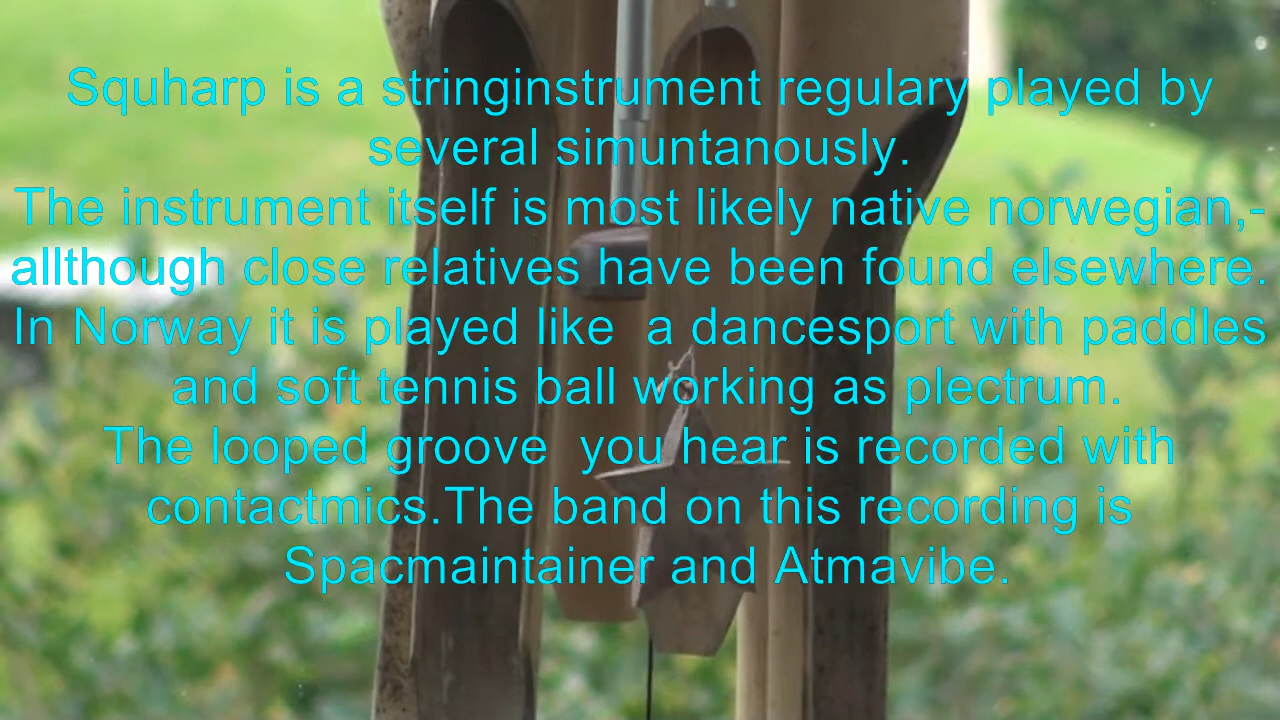 Squharp is a stringinstrument regulary played by
several simuntanously.
The instrument itself is most likely native norwegian,-
allthough close relatives have been found elsewhere.
In Norway it is played like  a dancesport with paddles
and soft tennis ball working as plectrum.
The looped groove  you hear is recorded with
contactmics.The band on this recording is
Spacmaintainer and Atmavibe.